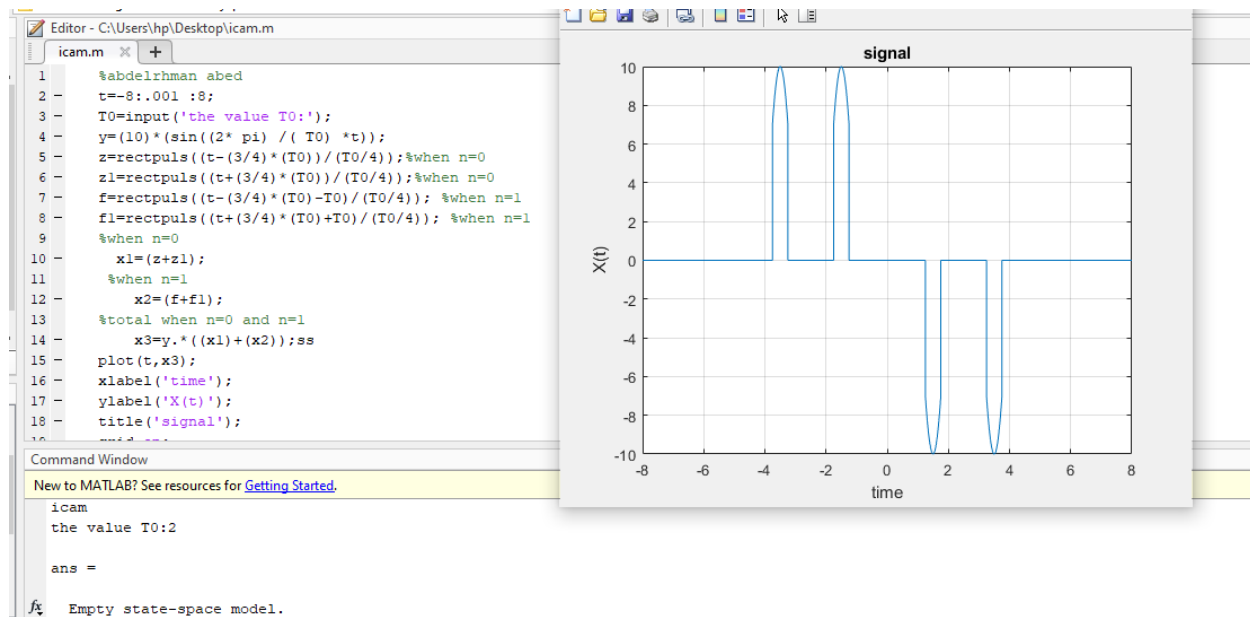 Editor - C:\Users\hp\Desktop\icam.m
icam.m × +
1 %abdelrhman abed
2 – t=-8:.001 :8;
3 – T0=input('the value T0:');
4 – y=(10)*(sin((2* pi) /( T0) *t));
5 – z=rectpuls((t-(3/4)*(T0))/(T0/4));%when n=0
6 – z1=rectpuls((t+(3/4)*(T0))/(T0/4));%when n=0
7 – f=rectpuls((t-(3/4)*(T0)-T0)/(T0/4)); %when n=1
8 – f1=rectpuls((t+(3/4)*(T0)+T0)/(T0/4)); %when n=1
9 %when n=0
10 – x1=(z+z1);
11 %when n=1
12 – x2=(f+f1);
13 %total when n=0 and n=1
14 – x3=y.*((x1)+(x2));ss
15 – plot(t,x3);
16 – xlabel('time');
17 – ylabel('X(t)');
18 – title('signal');
signal
X(t)
10
8
6
4
2
0
-2
-4
-6
-8
-10
-8 -6 -4 -2 0 2 4 6 8
time
Command Window
New to MATLAB? See resources for Getting Started.
icam
the value T0:2
ans =
fx Empty state-space model.